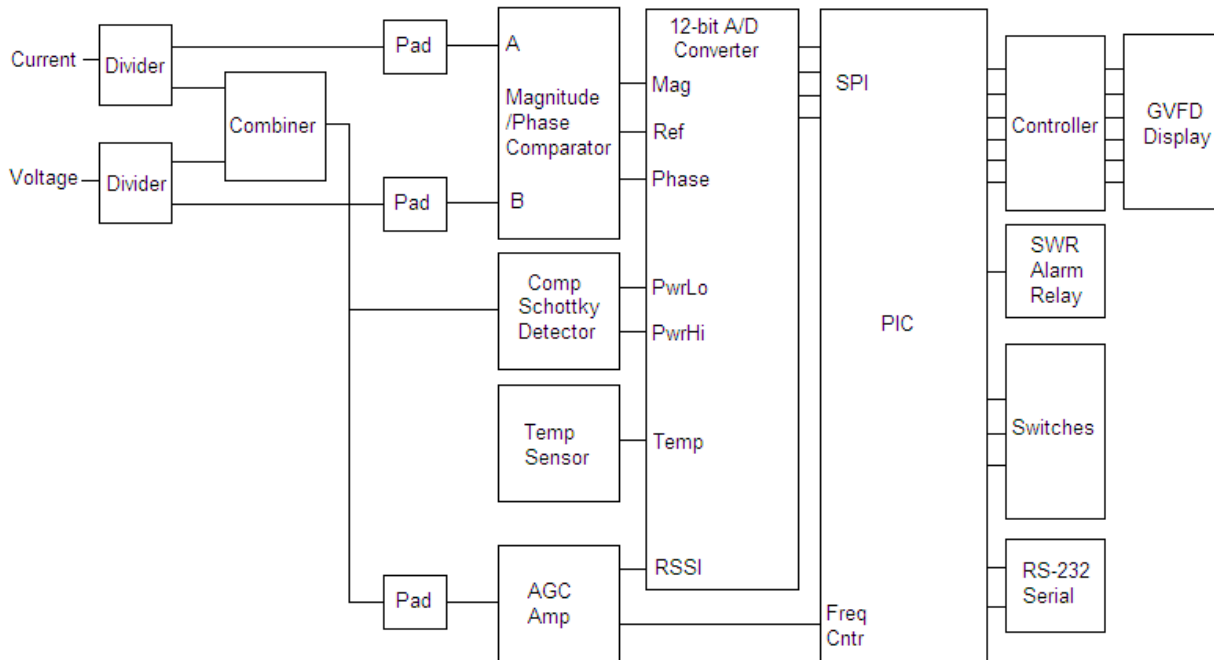 Current
Divider
Voltage
Divider
Combiner
Pad
Pad
Pad
A
Magnitude
/Phase
Comparator
B
Comp
Schottky
Detector
Temp
Sensor
AGC
Amp
12-bit A/D
Converter
Mag
Ref
Phase
PwrLo
PwrHi
Temp
RSSI
SPI
PIC
Freq
Cntr
Controller
GVFD
Display
SWR
Alarm
Relay
Switches
RS-232
Serial